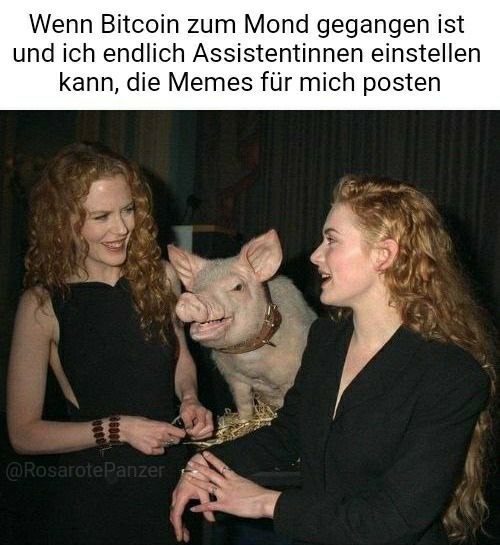 Wenn Bitcoin zum Mond gegangen ist
und ich endlich Assistentinnen einstellen
kann, die Memes für mich posten
@RosarotePanzer